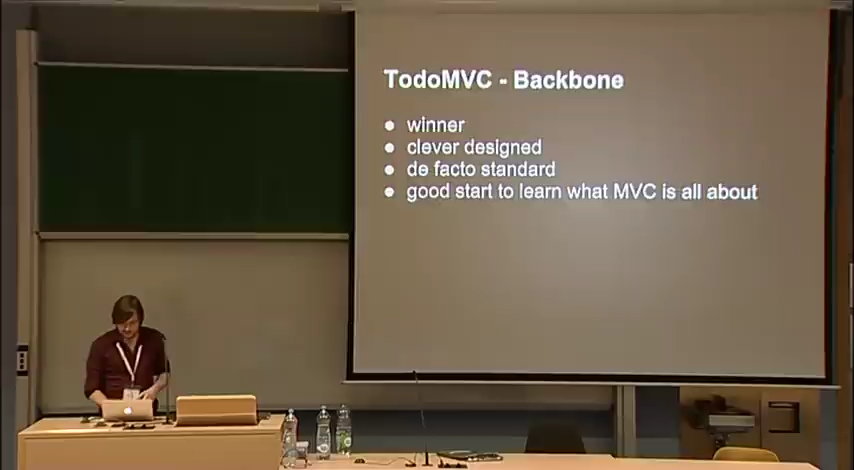 TodoMVC - Backbone
● winner
● clever designed
● de facto standard
● good start to learn what MVC is all about